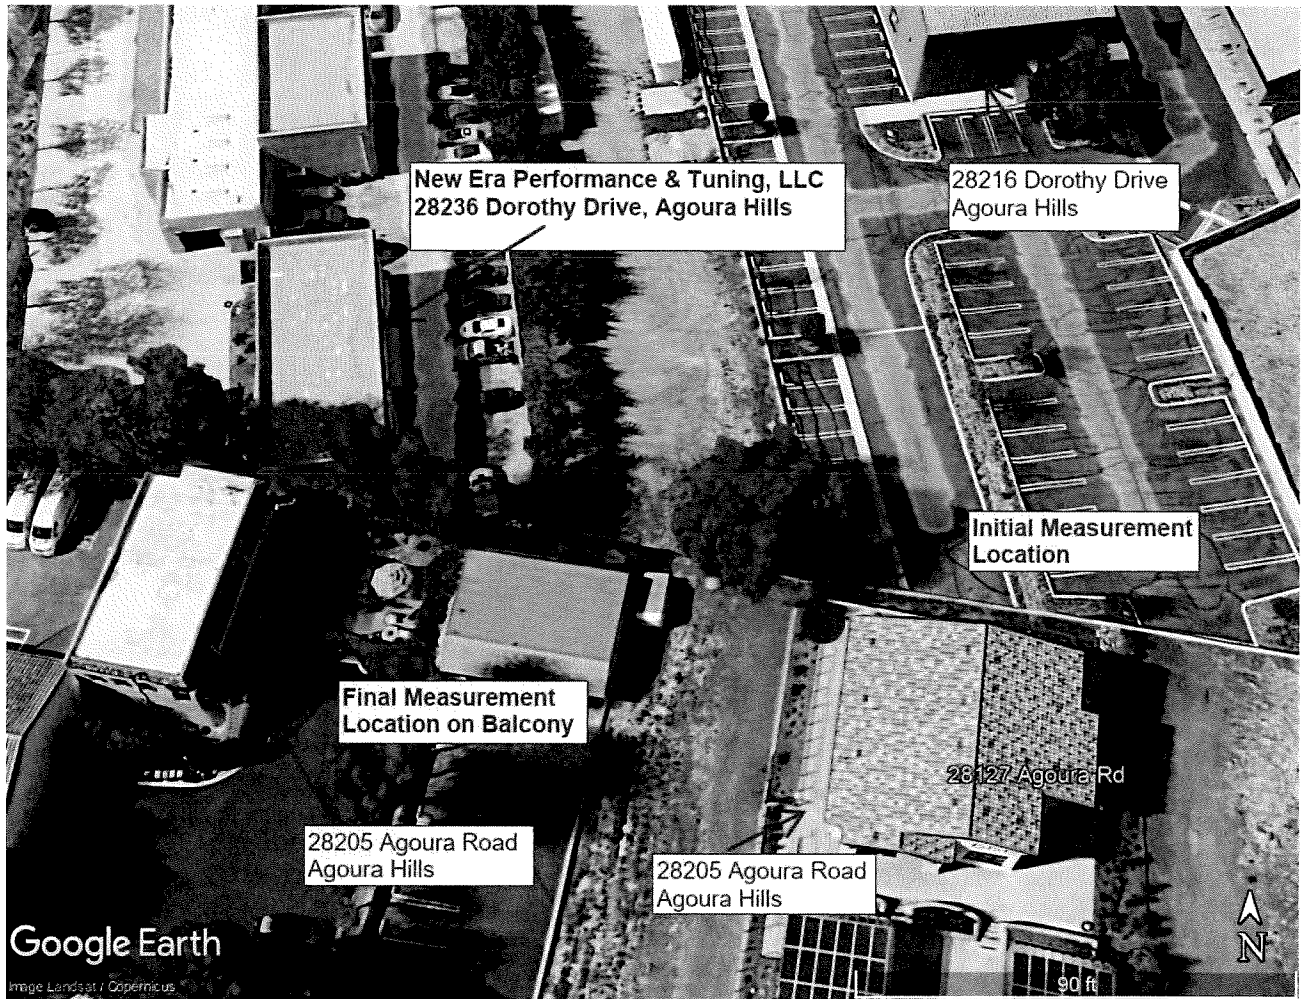 New Era Performance & Tuning, LLC
28236 Dorothy Drive, Agoura Hills
28216 Dorothy Drive
Agoura Hills
Initial Measurement
Location
Final Measurement
Location on Balcony
28127 Agoura Rd
28205 Agoura Road
Agoura Hills
28205 Agoura Road
Agoura Hills
N
Google Earth
Image Landsat / Copernicus
90 ft